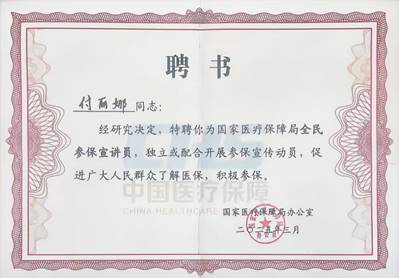 聘书
付丽娜 同志：
经研究决定，特聘你为国家医疗保障局全民
参保宣讲员，独立或配合开展参保宣传动员，促
进广大人民群众了解医保，积极参保。
中国医疗保障
CHINA HEALTHCARE
国家医疗保障局办公室
二〇二五年三月